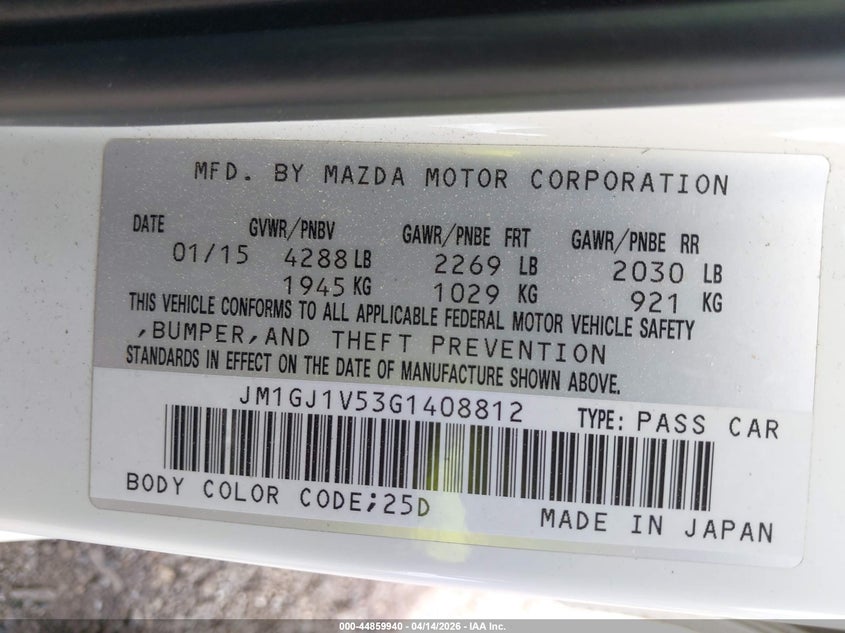 MFD. BY MAZDA MOTOR CORPORATION
DATE GVWR/PNBV GAWR/PNBE FRT GAWR/PNBE RR
01/15 4288 LB 2269 LB 2030 LB
1945 KG 1029 KG 921 KG
THIS VEHICLE CONFORMS TO ALL APPLICABLE FEDERAL MOTOR VEHICLE SAFETY
,BUMPER,AND THEFT PREVENTION
STANDARDS IN EFFECT ON THE DATE OF MANUFACTURE SHOWN ABOVE.
JM1GJ1V53G1408812 TYPE: PASS CAR
BODY COLOR CODE;25D MADE IN JAPAN
000-44859940 - 04/14/2026 - IAA Inc.